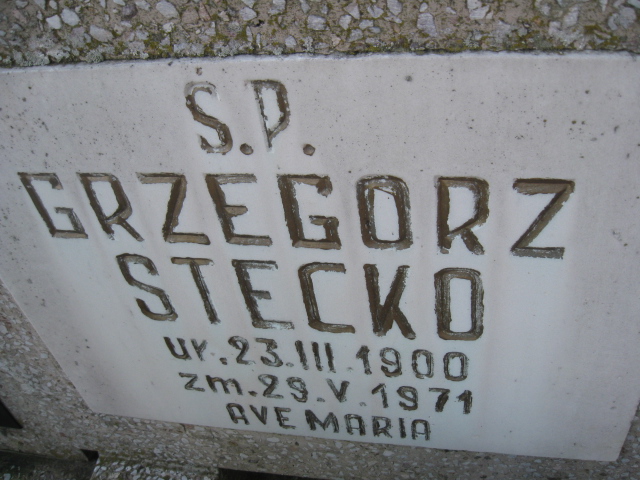 S.P.
GRZEGORZ
STECKO
ur.23.III.1900
zm.29.V.1971
AVE MARIA